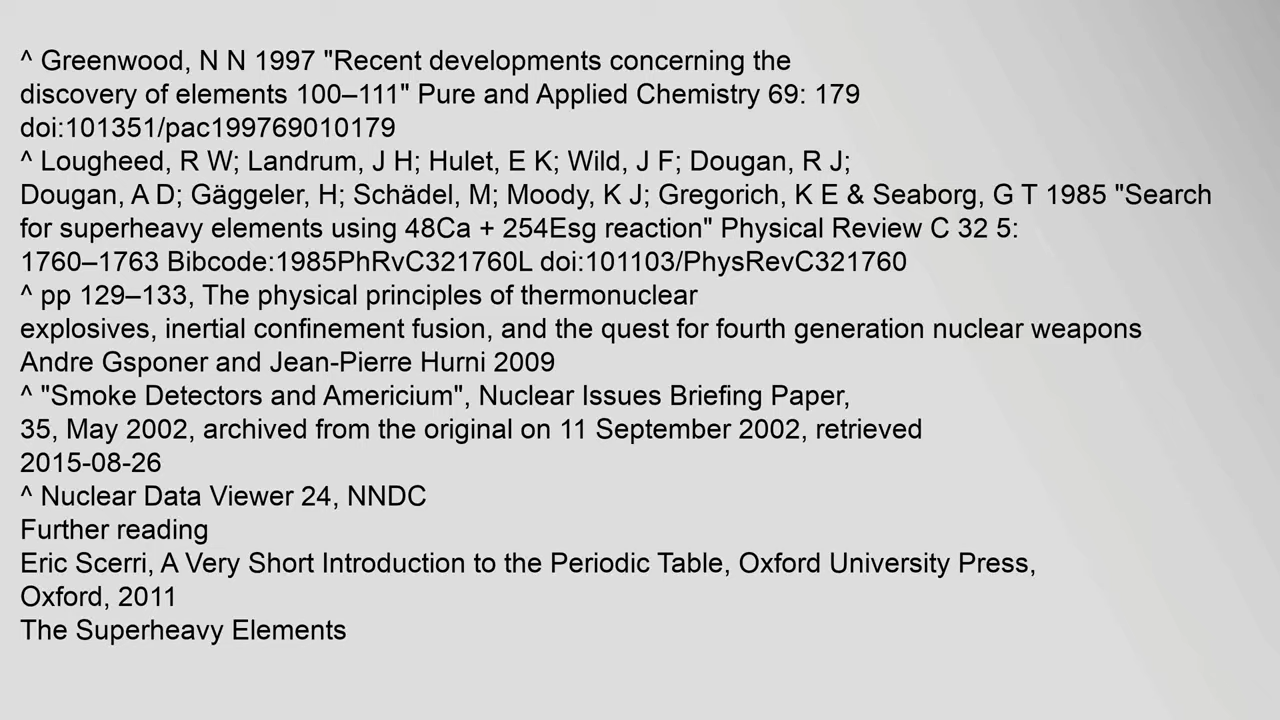 ^ Greenwood, N N 1997 "Recent developments concerning the
discovery of elements 100–111" Pure and Applied Chemistry 69: 179
doi:101351/pac199769010179
^ Lougheed, R W; Landrum, J H; Hulet, E K; Wild, J F; Dougan, R J;
Dougan, A D; Gäggeler, H; Schädel, M; Moody, K J; Gregorich, K E & Seaborg, G T 1985 "Search
for superheavy elements using 48Ca + 254Esg reaction" Physical Review C 32 5:
1760–1763 Bibcode:1985PhRvC321760L doi:101103/PhysRevC321760
^ pp 129–133, The physical principles of thermonuclear
explosives, inertial confinement fusion, and the quest for fourth generation nuclear weapons
Andre Gsponer and Jean-Pierre Hurni 2009
^ "Smoke Detectors and Americium", Nuclear Issues Briefing Paper,
35, May 2002, archived from the original on 11 September 2002, retrieved
2015-08-26
^ Nuclear Data Viewer 24, NNDC
Further reading
Eric Scerri, A Very Short Introduction to the Periodic Table, Oxford University Press,
Oxford, 2011
The Superheavy Elements